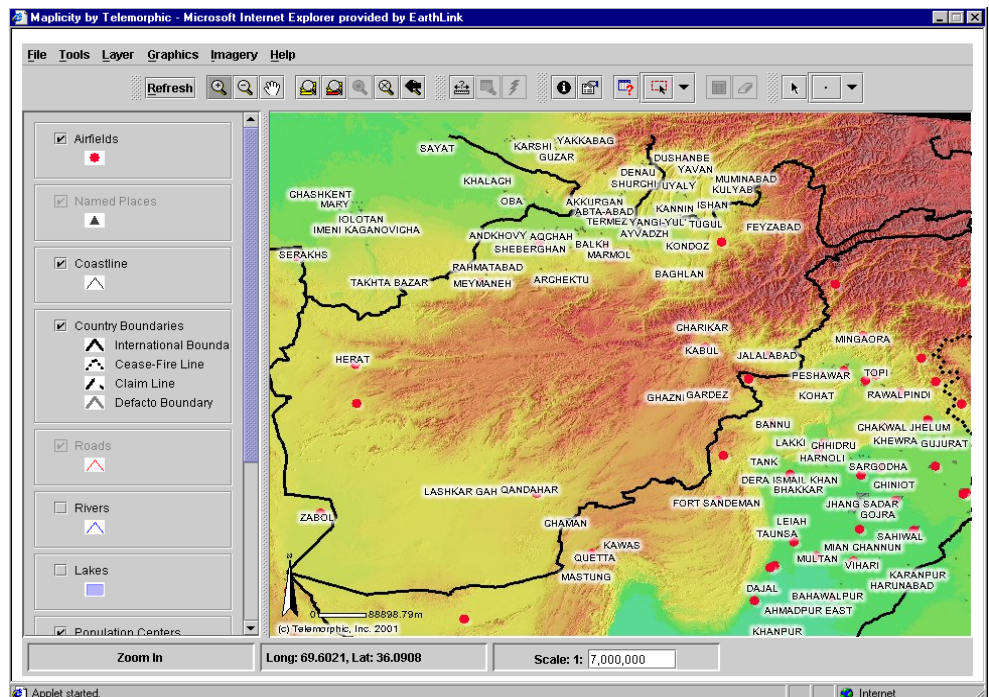 Maplicity by Telemorphic - Microsoft Internet Explorer provided by EarthLink
File Tools Layer Graphics Imagery Help
Refresh
Airfields
Named Places
Coastline
Country Boundaries
International Bounda
Cease-Fire Line
Claim Line
Defacto Boundary
Roads
Rivers
Lakes
Population Centers
SAYAT
KARSHI
YAKKABAG
GUZAR
DUSHANBE
DENAU
YAVAN
KHALACH
SHURCHI
UYALY
MUMINABAD
KULYAB
CHASHKENT
MARY
OBA
AKKURGAN
ABTA-ABAD
KANNIN
ISHAN
IOLOTAN
TERMEZ
YANGI-YUL
TUGUL
IMENI KAGANOVICHA
ANDKHOVY
AQCHAH
AYVADZH
FEYZABAD
SHEBERGHAN
BALKH
KONDOZ
SERAKHS
MARMOL
RAHMATABAD
TAKHTA BAZAR
MEYMANEH
ARCHEKTU
BAGHLAN
CHARIKAR
MINGAORA
HERAT
KABUL
JALALABAD
PESHAWAR
TOPI
GHAZNI
GARDEZ
KOHAT
RAWALPINDI
BANNU
CHAKWAL
JHELUM
LAKKI
CHHIDRU
KHEWRA
GUJURAT
TANK
HARNOLI
SARGODHA
DERA ISMAIL KHAN
CHINIOT
BHAKKAR
LASHKAR GAH
QANDAHAR
FORT SANDEMAN
JHANG SADAR
GOJRA
ZABOL
CHAMAN
LEIAH
TAUNSA
SAHIWAL
KAWAS
MIAN CHANNUN
QUETTA
MULTAN
VIHARI
MASTUNG
KARANPUR
HARUNABAD
DAJAL
BAHAWALPUR
AHMADPUR EAST
KHANPUR
N
0 88898.79m
(c) Telemorphic, Inc. 2001
Zoom In
Long: 69.6021, Lat: 36.0908
Scale: 1: 7,000,000
Applet started.
Internet